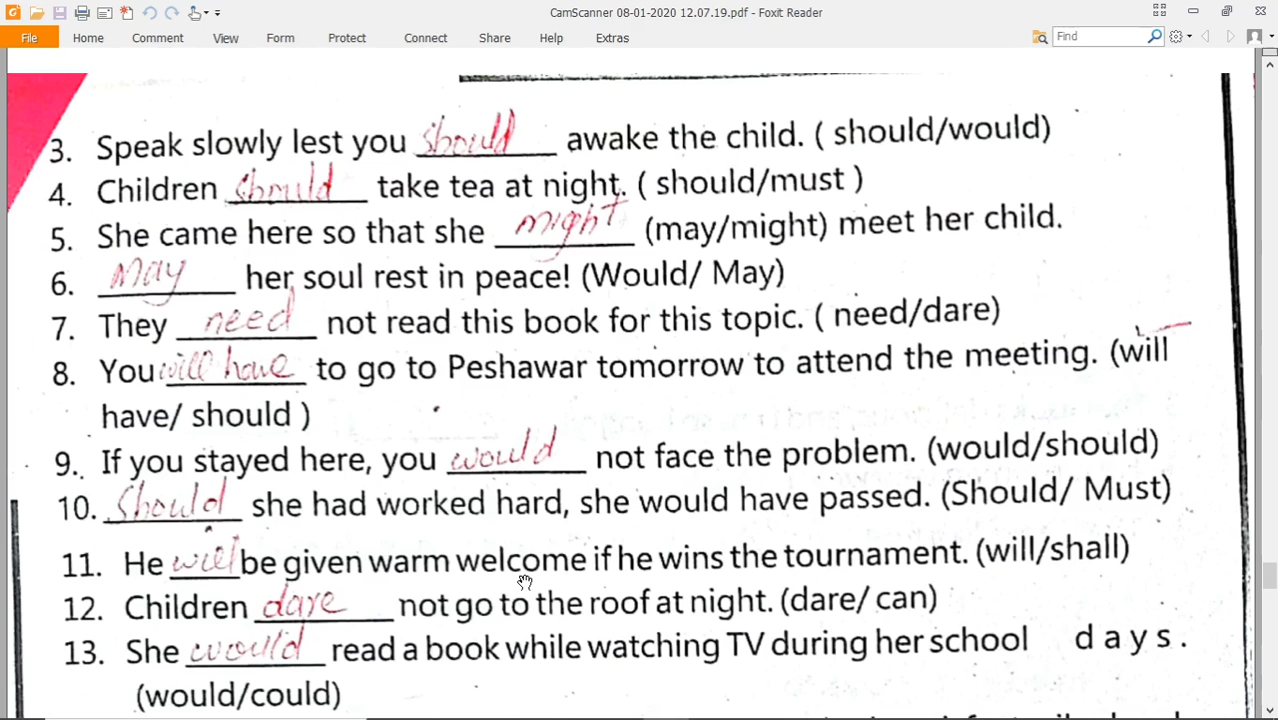 CamScanner 08-01-2020 12.07.19.pdf - Foxit Reader
File Home Comment View Form Protect Connect Share Help Extras Find
3. Speak slowly lest you should awake the child. ( should/would)
4. Children should take tea at night. ( should/must )
5. She came here so that she might (may/might) meet her child.
6. May her soul rest in peace! (Would/ May)
7. They need not read this book for this topic. ( need/dare)
8. You will have to go to Peshawar tomorrow to attend the meeting. (will
have/ should )
9. If you stayed here, you would not face the problem. (would/should)
10. Should she had worked hard, she would have passed. (Should/ Must)
11. He will be given warm welcome if he wins the tournament. (will/shall)
12. Children dare not go to the roof at night. (dare/ can)
13. She would read a book while watching TV during her school d a y s .
(would/could)